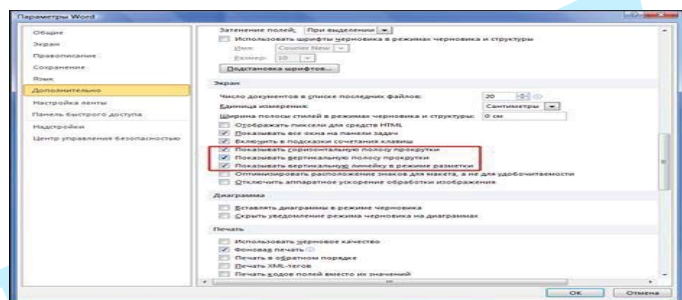 Параметры Word
Общие
Экран
Правописание
Сохранение
Язык
Дополнительно
Настройка ленты
Панель быстрого доступа
Надстройки
Центр управления безопасностью
Затенение полей: При выделении
Использовать шрифты черновика в режимах черновика и структуры
Имя: Courier New
Размер: 10
Подстановка шрифтов...
Экран
Число документов в списке последних файлов: 20
Единица измерения: Сантиметры
Ширина полосы стилей в режимах черновика и структуры: 0 см
Отображать пиксели для средств HTML
Показывать все окна на панели задач
Включить в подсказки сочетания клавиш
Показывать горизонтальную полосу прокрутки
Показывать вертикальную полосу прокрутки
Показывать вертикальную линейку в режиме разметки
Оптимизировать расположение знаков для макета, а не для удобочитаемости
Отключить аппаратное ускорение обработки изображения
Диаграмма
Вставлять диаграммы в режиме черновика
Скрыть уведомление режима черновика на диаграммах
Печать
Использовать черновое качество
Фоновая печать
Печать в обратном порядке
Печать XML-тегов
Печать кодов полей вместо их значений
ОК
Отмена